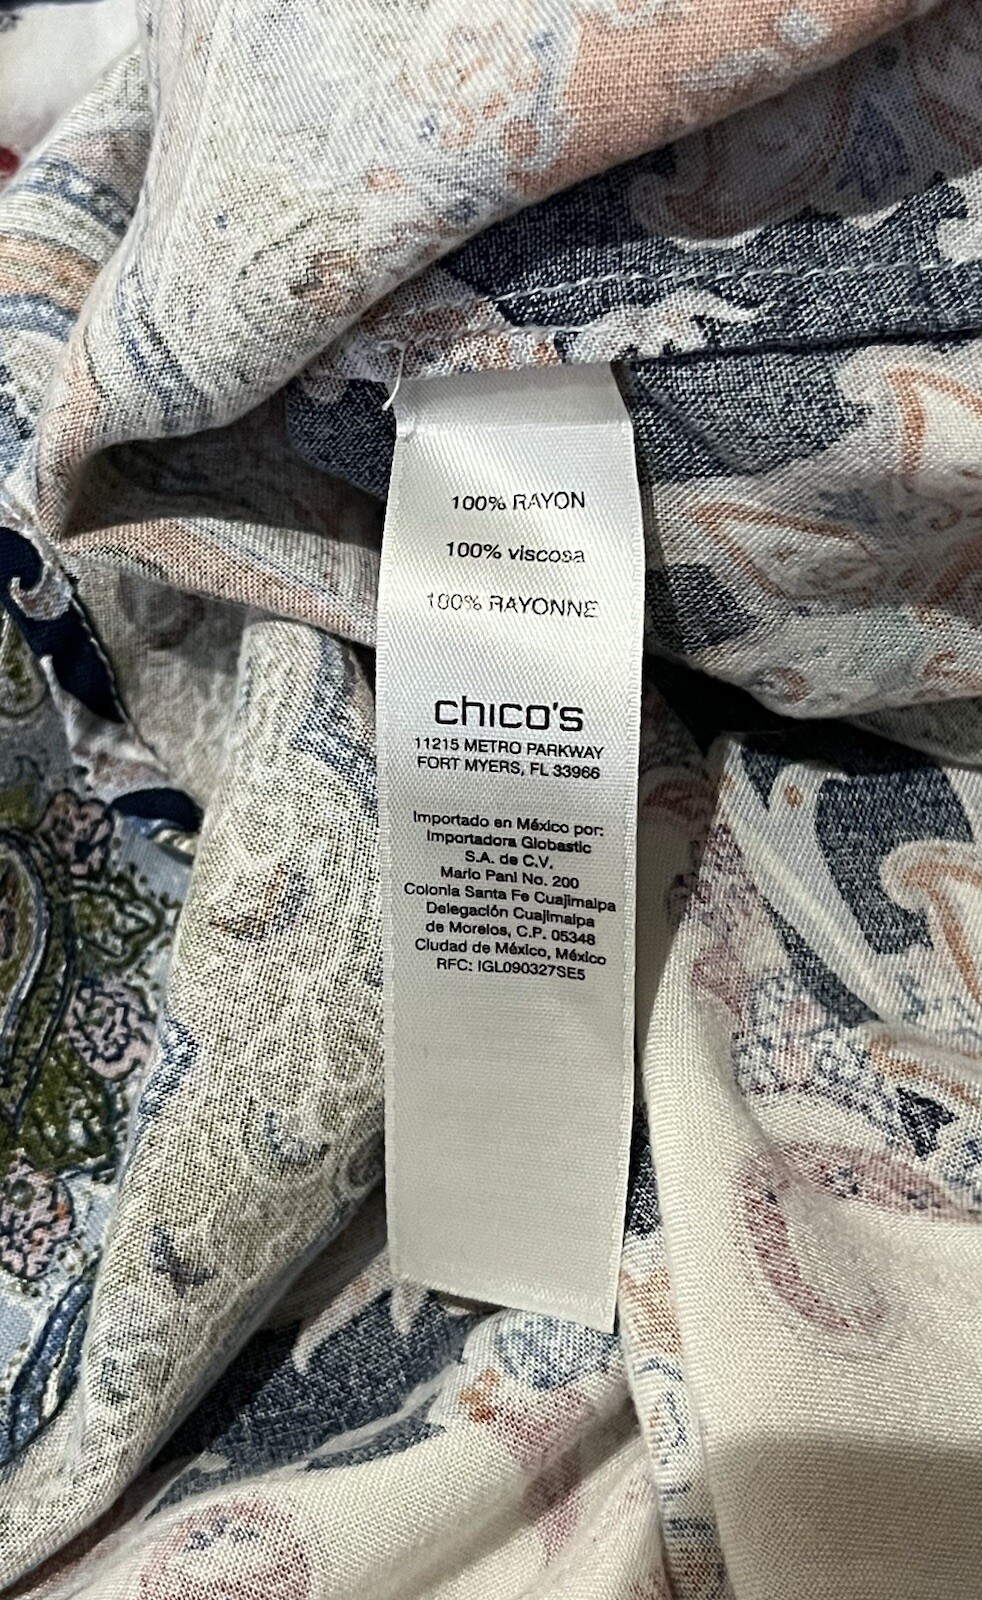 100% RAYON
100% viscosa
100% RAYONNE
chico's
11215 METRO PARKWAY
FORT MYERS, FL 33966
Importado en México por:
Importadora Globastic
S.A. de C.V.
Mario Pani No. 200
Colonia Santa Fe Cuajimalpa
Delegación Cuajimalpa
de Morelos, C.P. 05348
Ciudad de México, México
RFC: IGL090327SE5